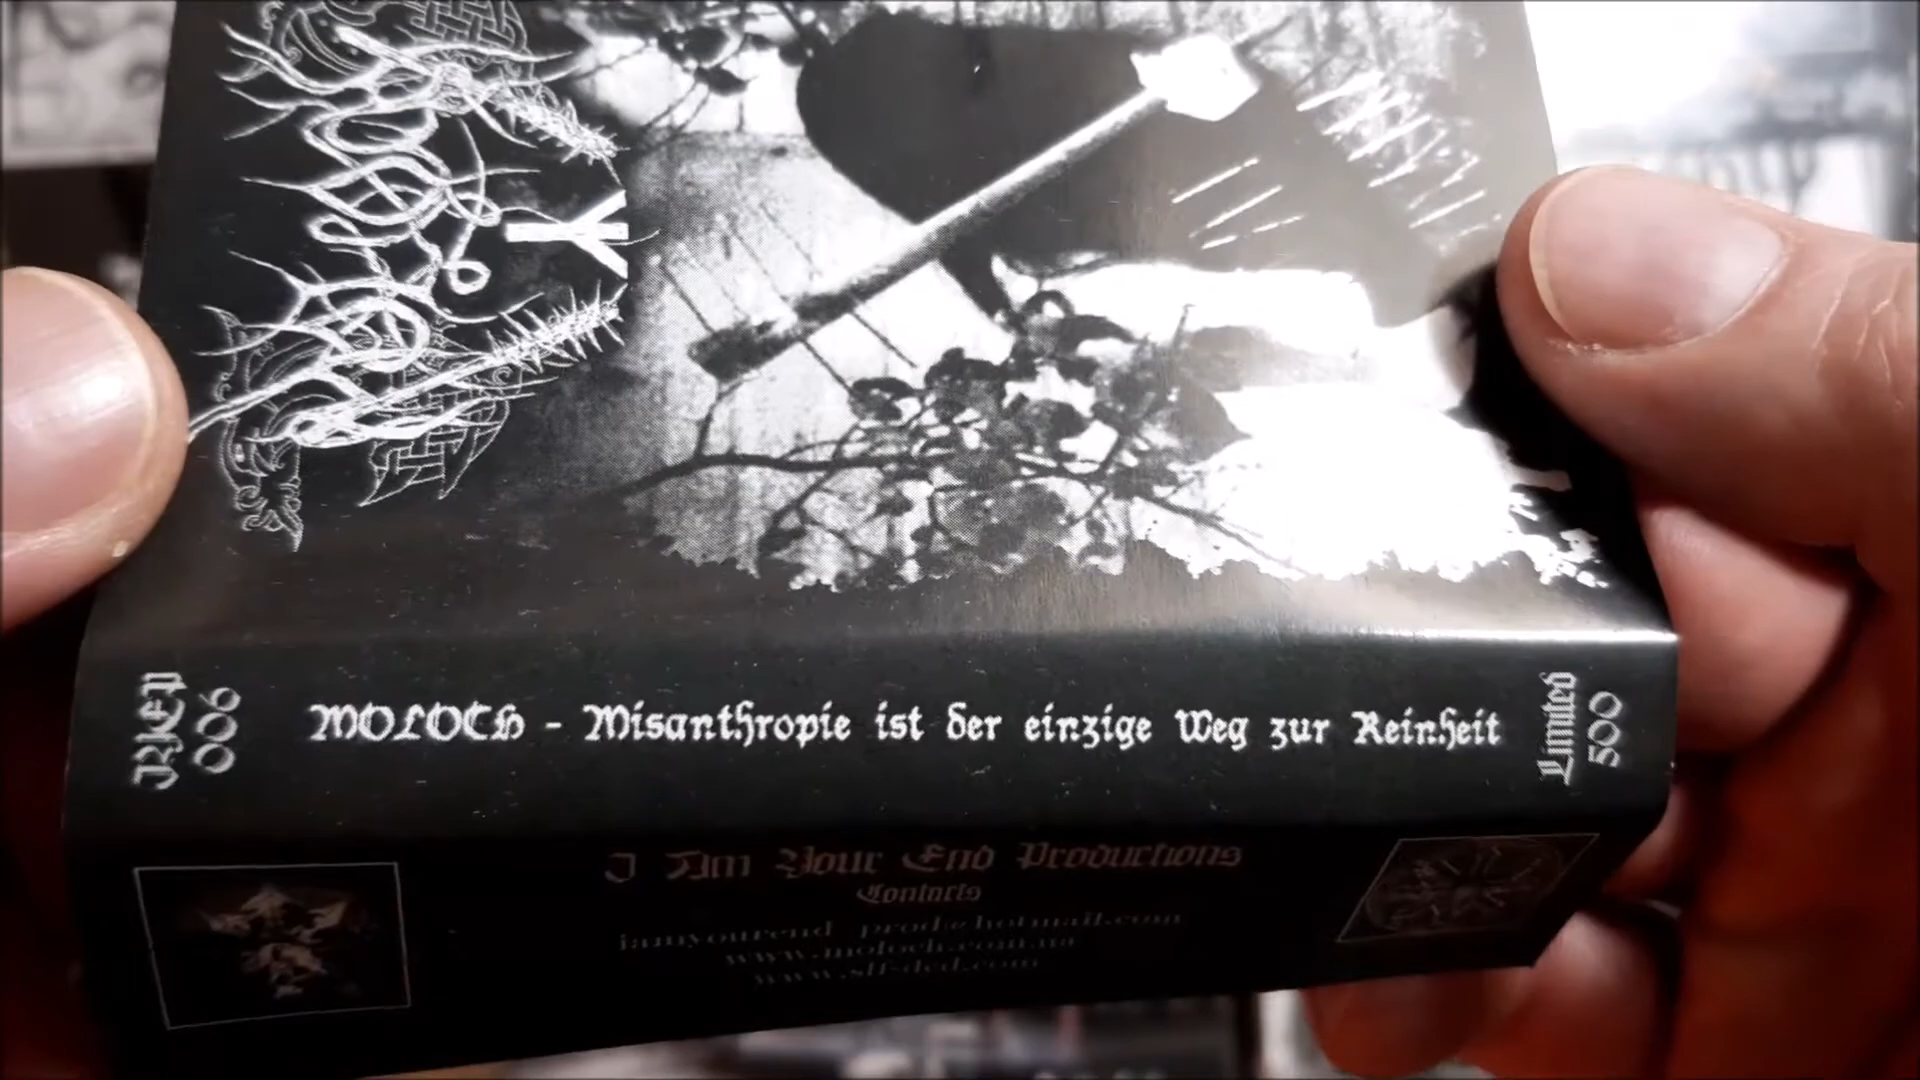 006
MOLOCH - Misanthropie ist der einzige Weg zur Reinheit
Limited
500
I Am Your End Productions
Contacts
www.moloch.com.ua